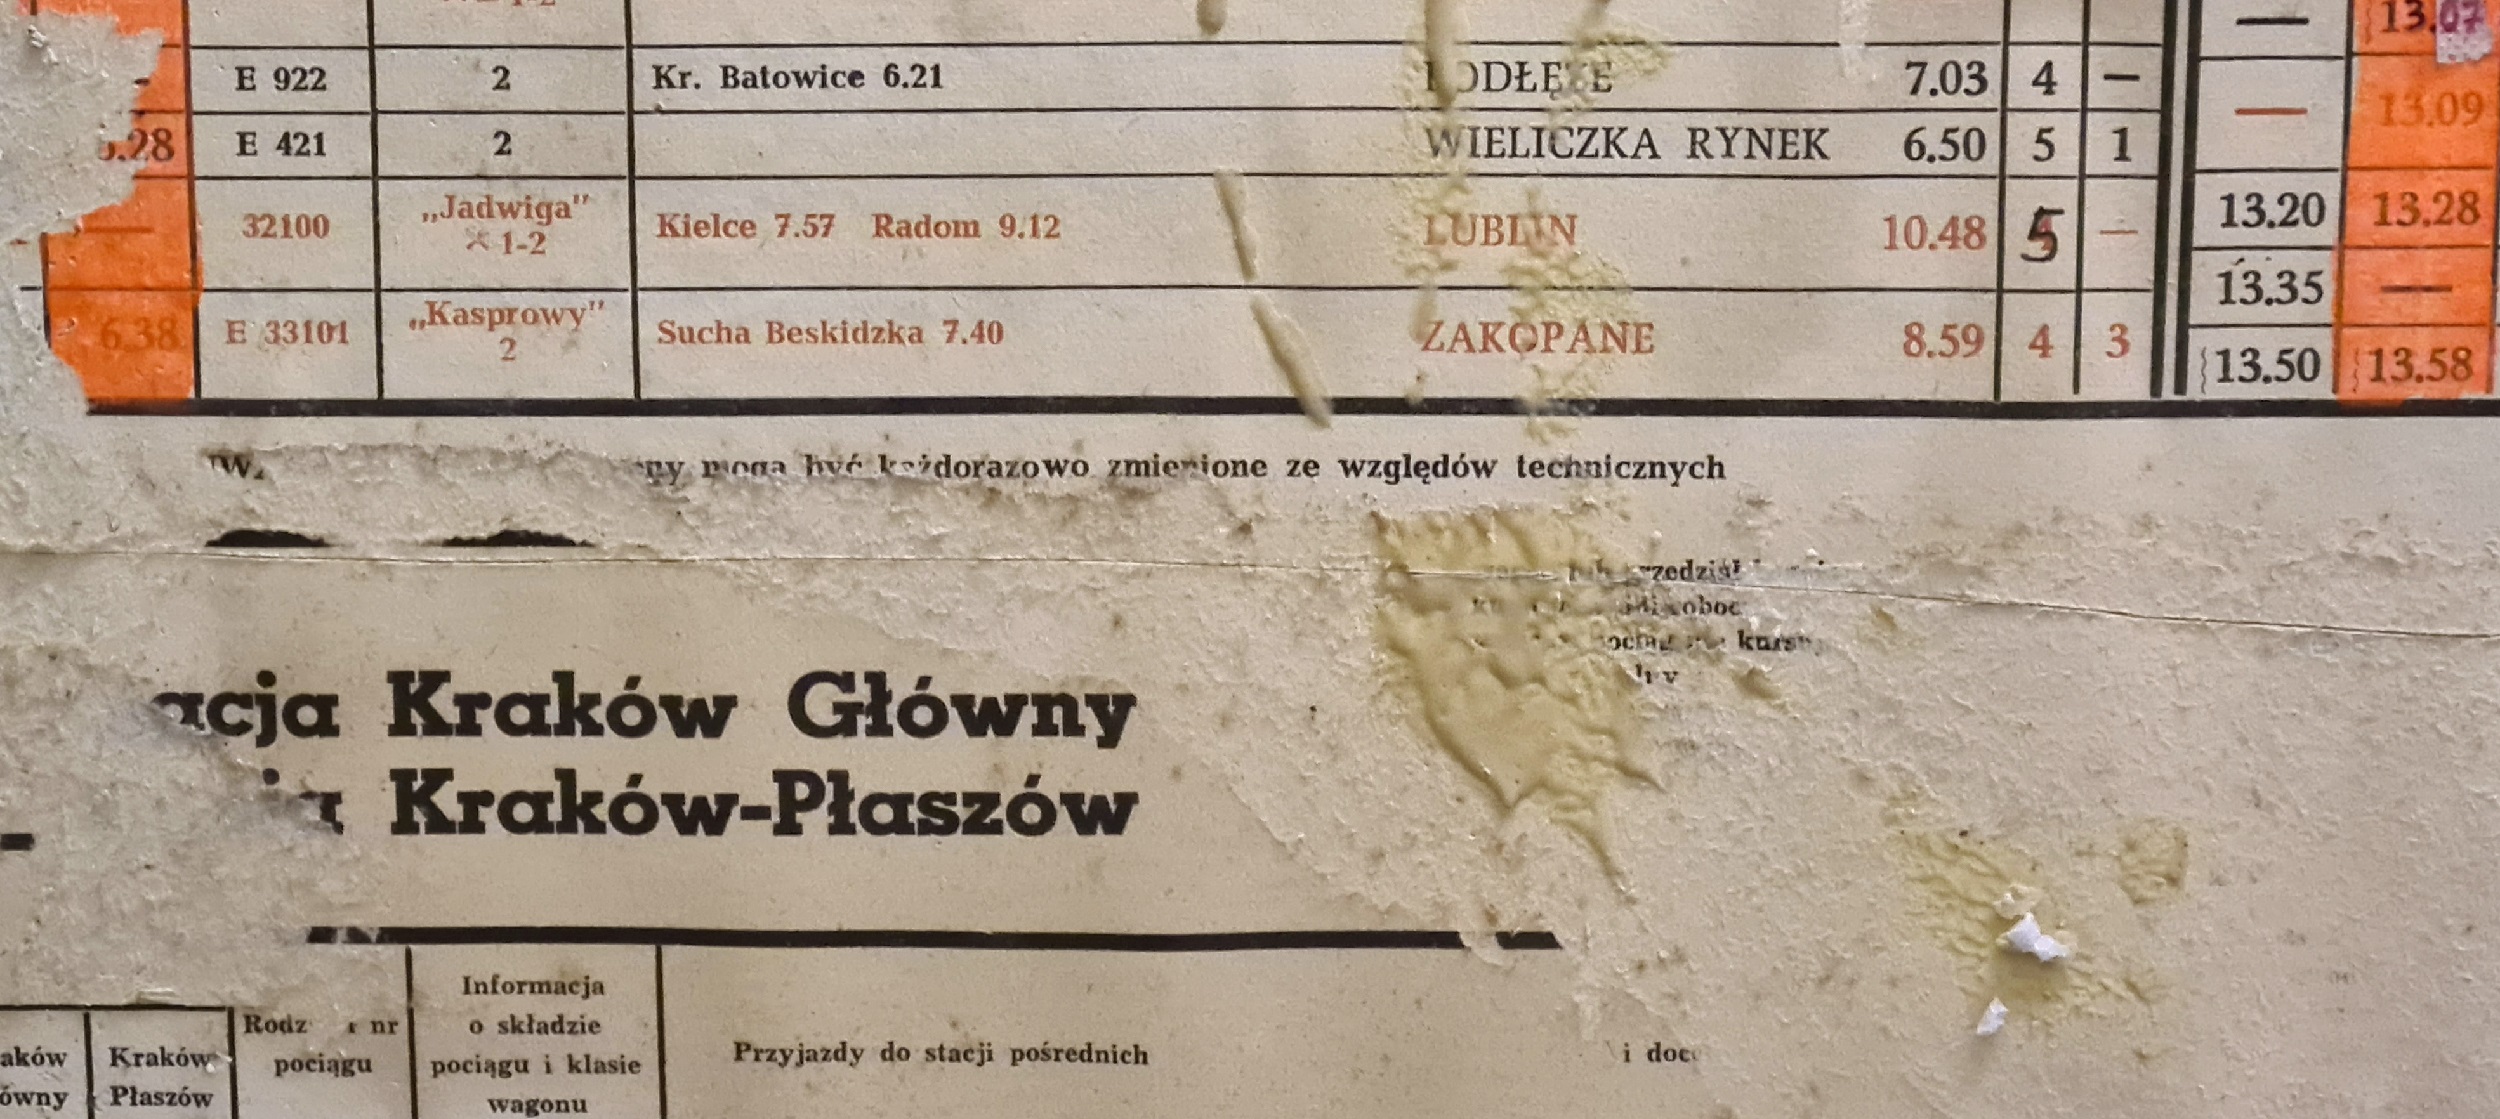 13.07
E 922 2 Kr. Batowice 6.21 PODŁĘŻE 7.03 4 —
— 13.09
E 421 2 WIELICZKA RYNEK 6.50 5 1
— 32100 „Jadwiga" 1-2 Kielce 7.57 Radom 9.12 LUBLIN 10.48 5 —
13.20 13.28
13.35 —
6.38 E 33101 „Kasprowy" 2 Sucha Beskidzka 7.40 ZAKOPANE 8.59 4 3
13.50 13.58
być każdorazowo zmienione ze względów technicznych
Kraków Główny
Kraków-Płaszów
Kraków Płaszów
nr pociągu
Informacja
o składzie
pociągu i klasie
wagonu
Przyjazdy do stacji pośrednich
i